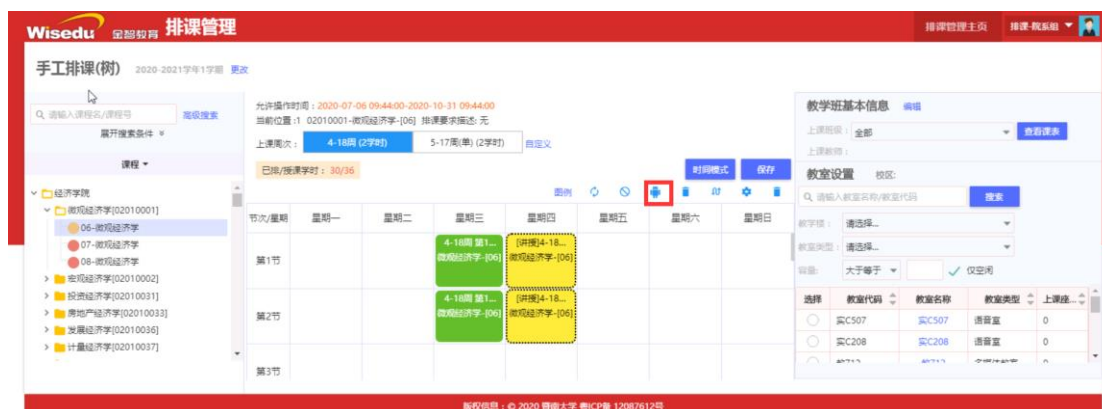 Wisedu 金智教育 排课管理
排课管理主页 排课-院系组
手工排课(树) 2020-2021学年1学期 更改
请输入课程名/课程号 高级搜索
展开搜索条件
课程
经济学院
微观经济学[02010001]
06-微观经济学
07-微观经济学
08-微观经济学
宏观经济学[02010002]
投资经济学[02010031]
房地产经济学[02010033]
发展经济学[02010036]
计量经济学[02010037]
允许操作时间：2020-07-06 09:44:00-2020-10-31 09:44:00
当前位置:1 02010001-微观经济学-[06] 排课要求描述: 无
上课周次： 4-18周 (2学时) 5-17周(单) (2学时) 自定义
已排/授课学时： 30/36 时间模式 保存
图例
节次/星期 星期一 星期二 星期三 星期四 星期五 星期六 星期日
第1节
4-18周 第1...
微观经济学-[06]
[讲授]4-18...
微观经济学-[06]
第2节
4-18周 第1...
微观经济学-[06]
[讲授]4-18...
微观经济学-[06]
第3节
教学班基本信息 编辑
上课班级： 全部 查看课表
上课教师：
教室设置 校区:
请输入教室名称/教室代码 搜索
教学楼： 请选择...
教室类型： 请选择...
容量: 大于等于 仅空闲
选择 教室代码 教室名称 教室类型 上课座...
实C507 实C507 语音室 0
实C208 实C208 语音室 0
版权信息：© 2020 暨南大学 粤ICP备 12087612号